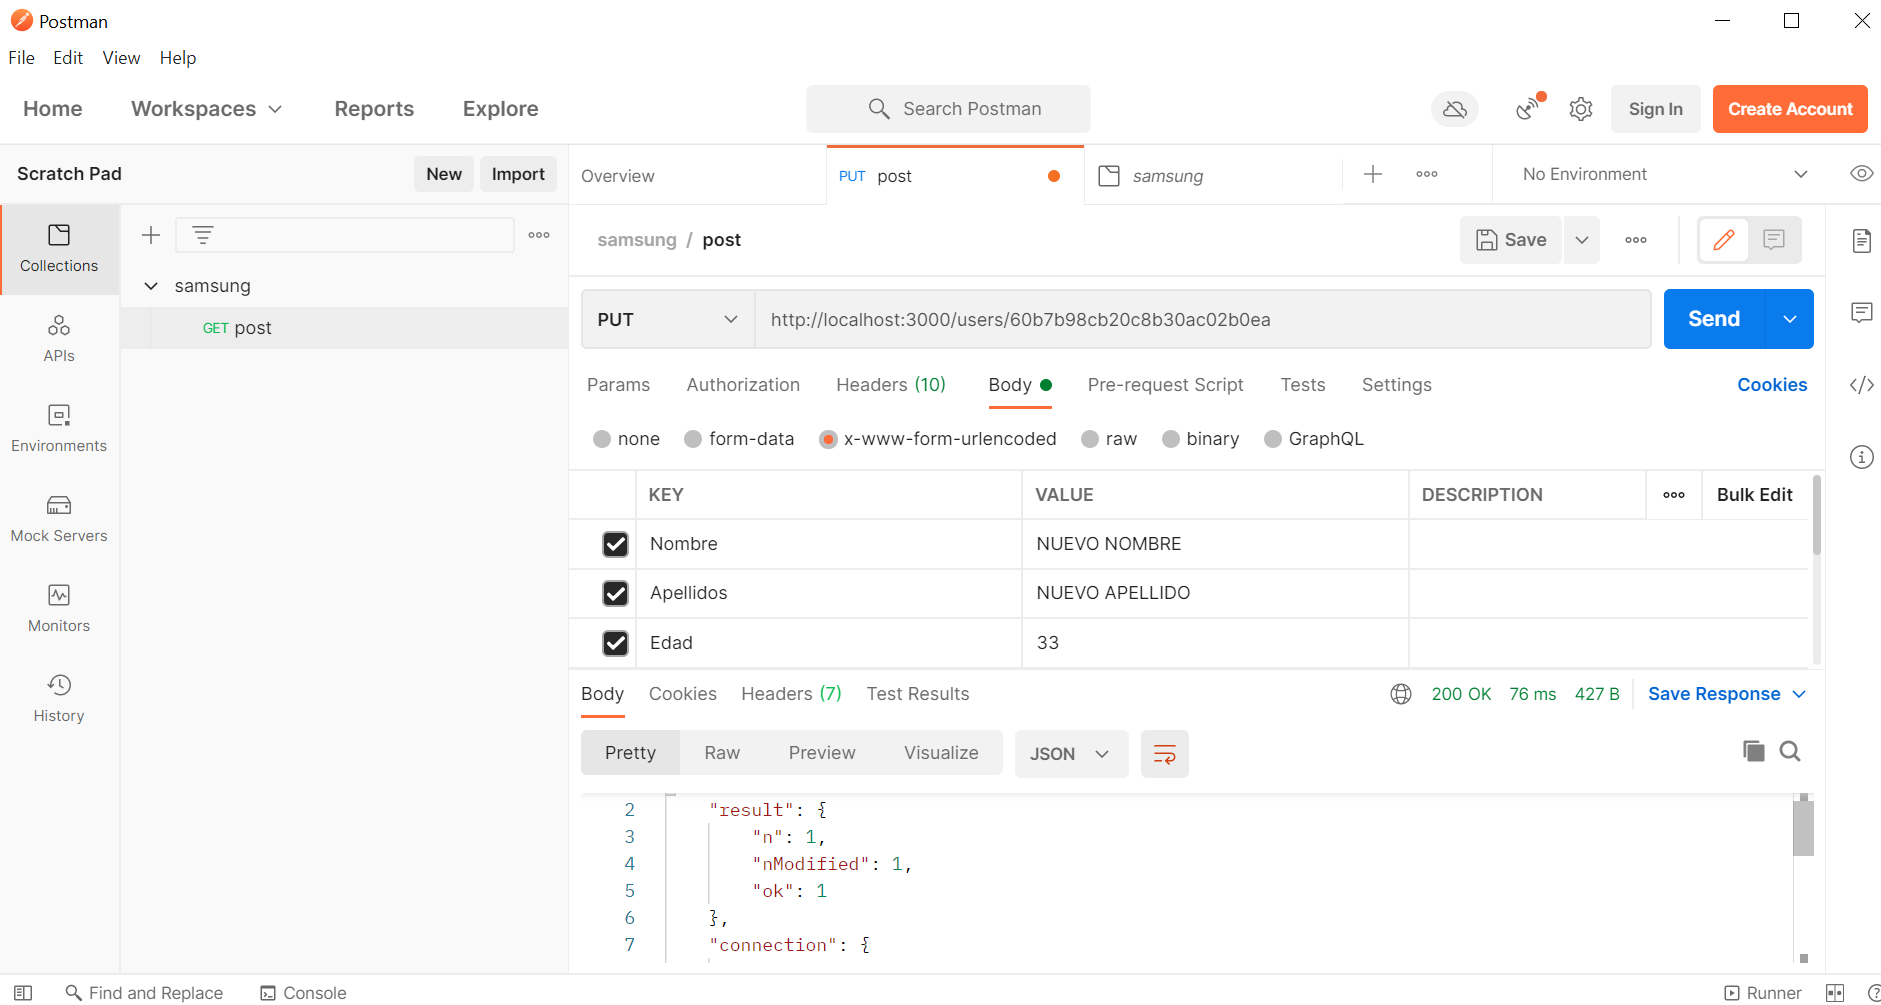 Postman
File Edit View Help
Home Workspaces Reports Explore Search Postman Sign In Create Account
Scratch Pad New Import Overview PUT post samsung No Environment
samsung / post Save
Collections
samsung
GET post
PUT http://localhost:3000/users/60b7b98cb20c8b30ac02b0ea Send
APIs
Params Authorization Headers (10) Body Pre-request Script Tests Settings Cookies
none form-data x-www-form-urlencoded raw binary GraphQL
Environments
KEY VALUE DESCRIPTION Bulk Edit
Mock Servers
Nombre NUEVO NOMBRE
Apellidos NUEVO APELLIDO
Monitors
Edad 33
Body Cookies Headers (7) Test Results 200 OK 76 ms 427 B Save Response
History
Pretty Raw Preview Visualize JSON
2 "result": {
3 "n": 1,
4 "nModified": 1,
5 "ok": 1
6 },
7 "connection": {
Find and Replace Console Runner